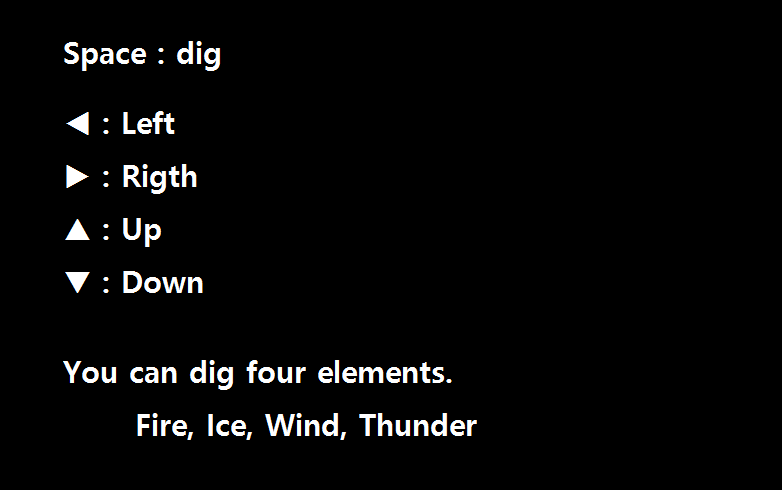 Space : dig
◀ : Left
▶ : Rigth
▲ : Up
▼ : Down
You can dig four elements.
Fire, Ice, Wind, Thunder